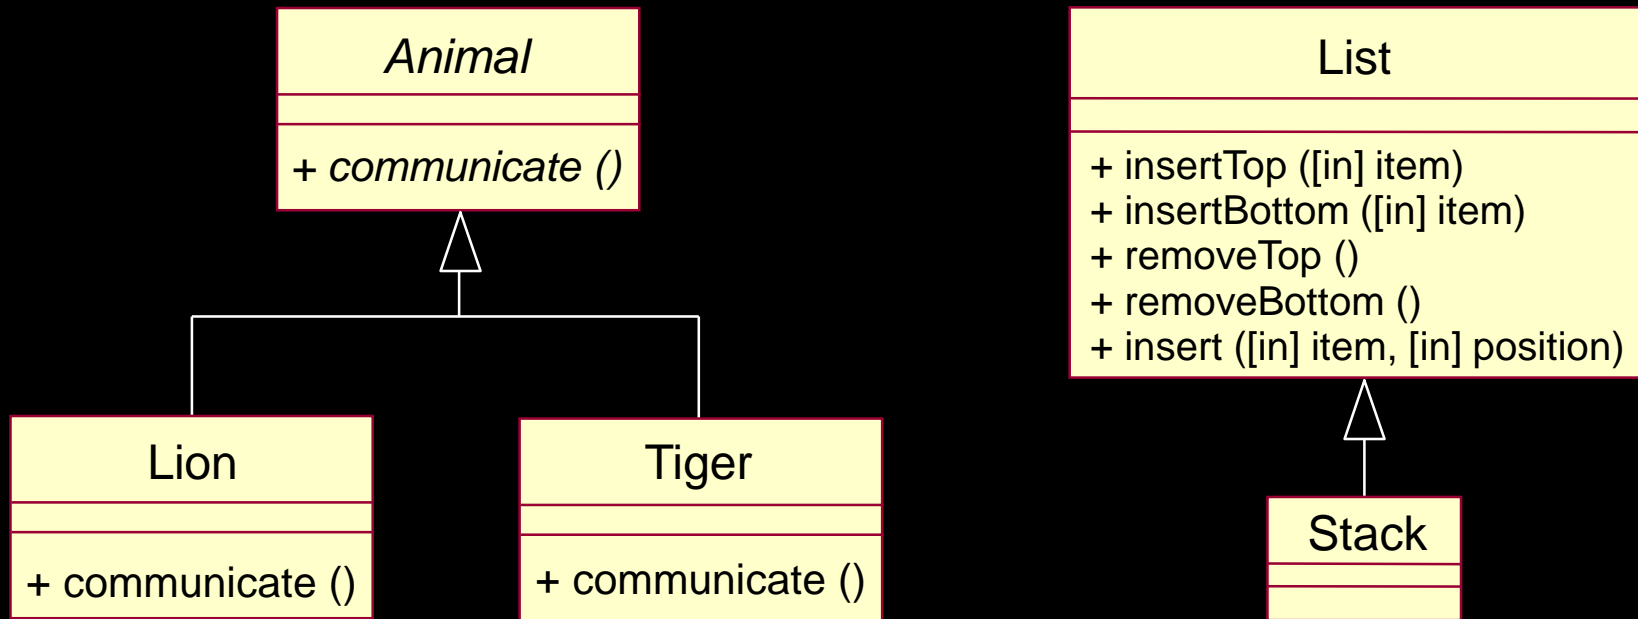 Animal
+ communicate ()
Lion
+ communicate ()
Tiger
+ communicate ()
List
+ insertTop ([in] item)
+ insertBottom ([in] item)
+ removeTop ()
+ removeBottom ()
+ insert ([in] item, [in] position)
Stack